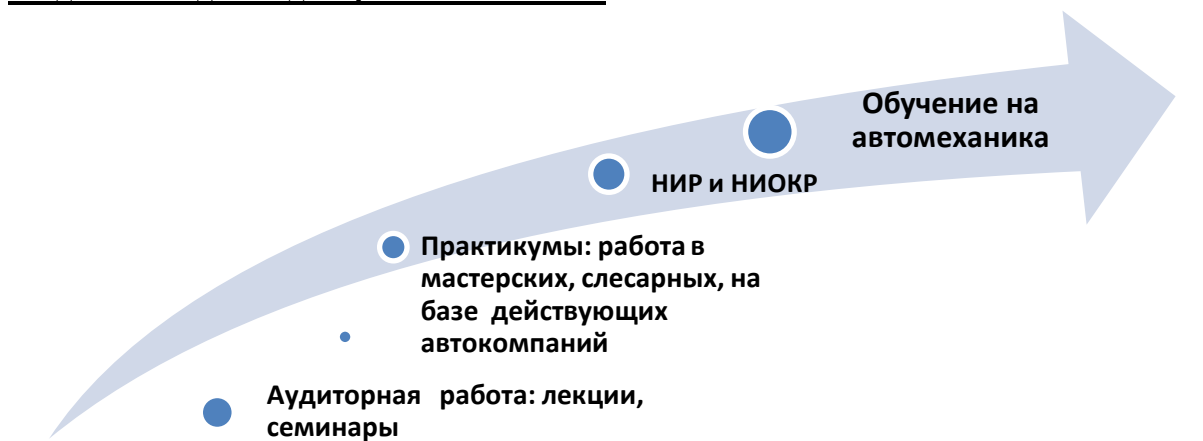 Обучение на
автомеханика
НИР и НИОКР
Практикумы: работа в
мастерских, слесарных, на
базе действующих
автокомпаний
Аудиторная работа: лекции,
семинары